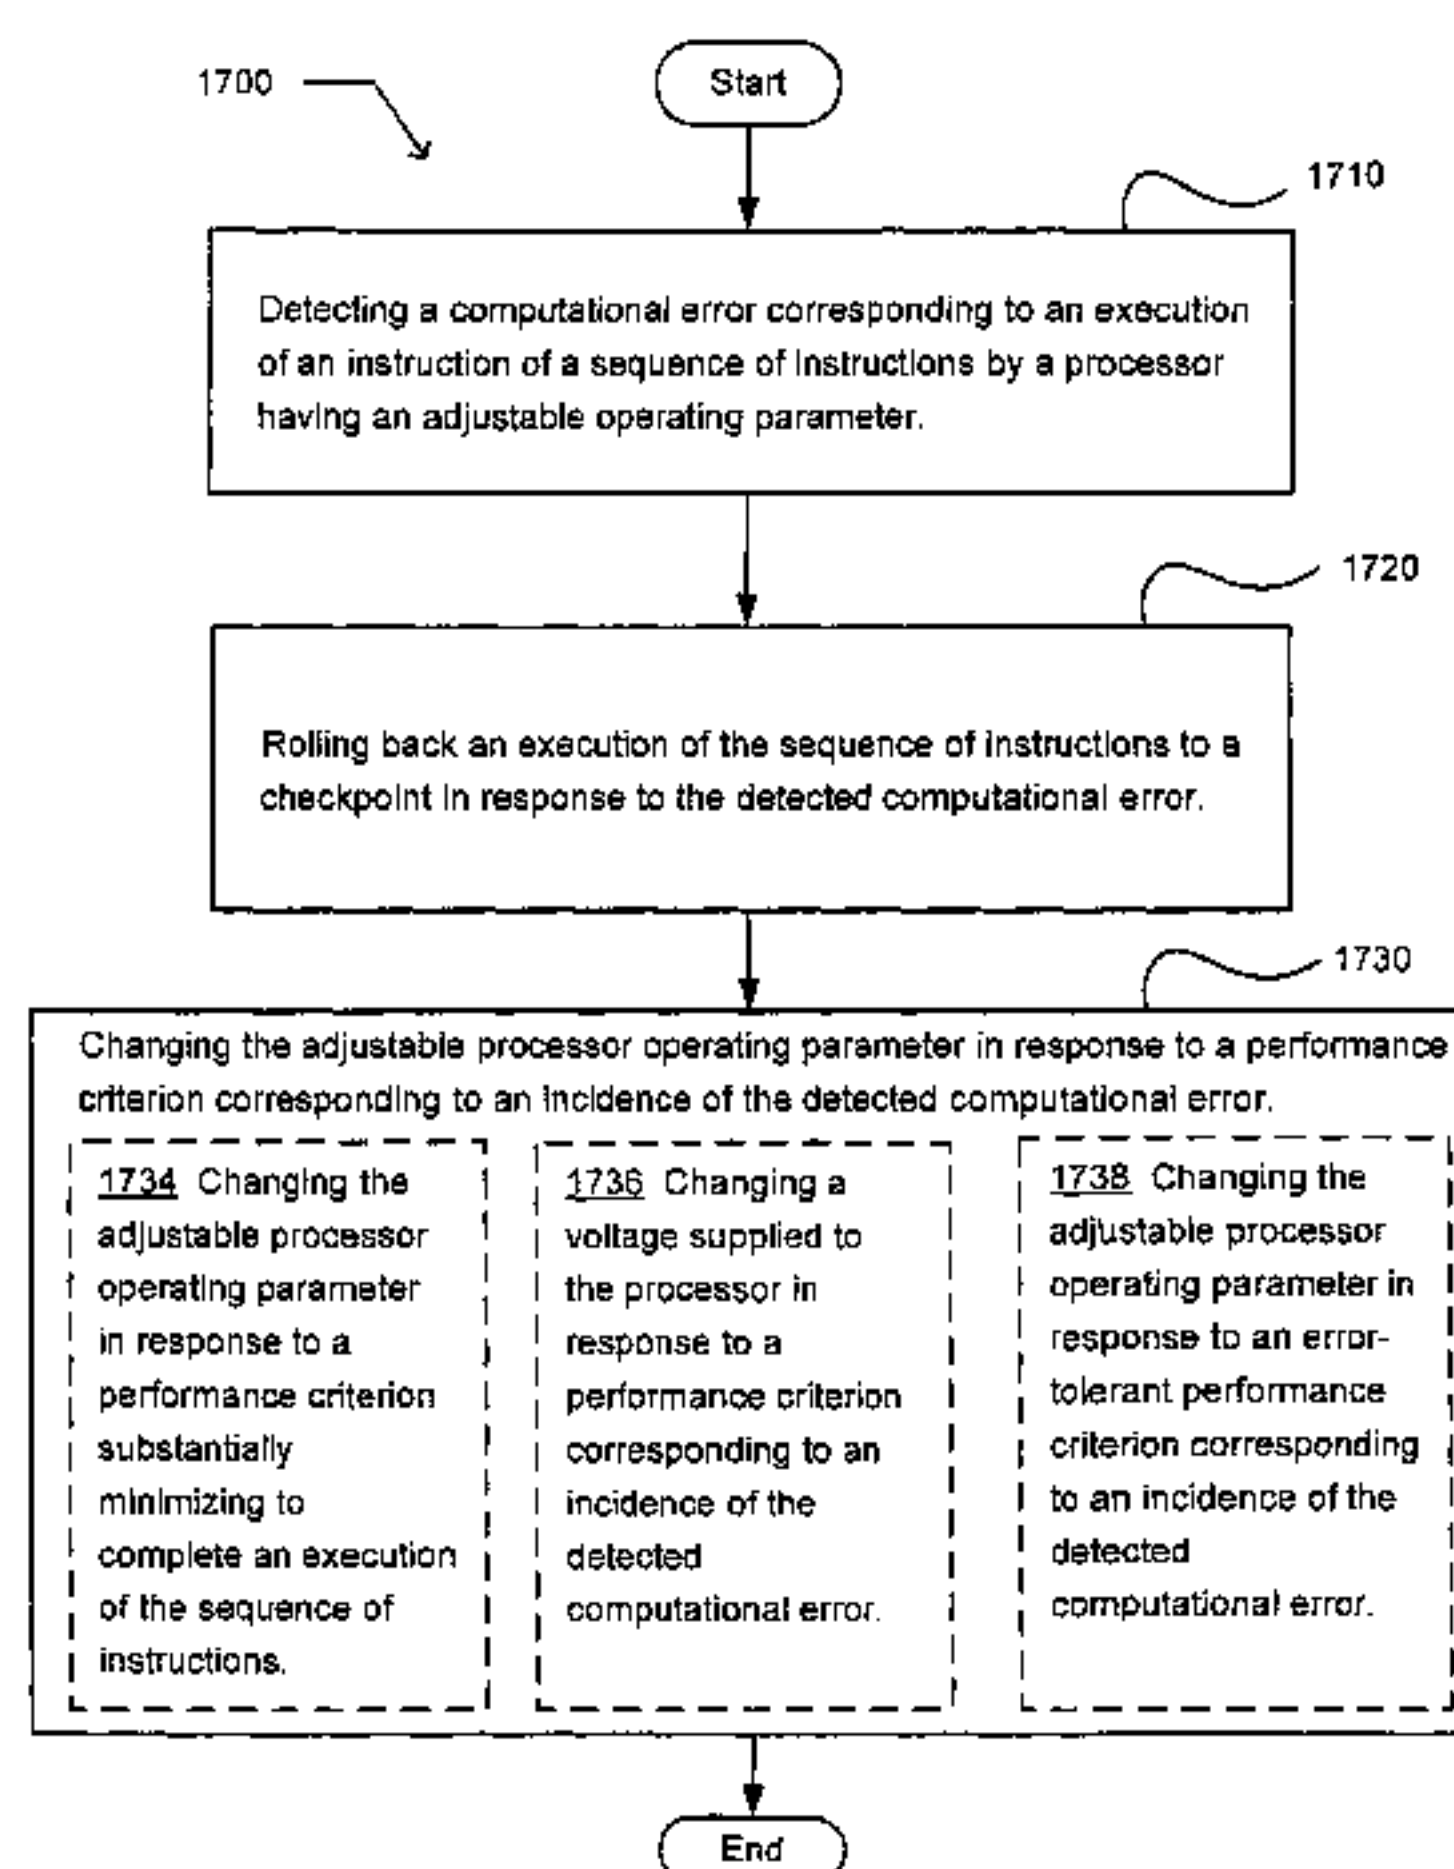 1700
Start
1710
Detecting a computational error corresponding to an execution
of an instruction of a sequence of instructions by a processor
having an adjustable operating parameter.
1720
Rolling back an execution of the sequence of instructions to a
checkpoint in response to the detected computational error.
1730
Changing the adjustable processor operating parameter in response to a performance
criterion corresponding to an incidence of the detected computational error.
1734 Changing the
adjustable processor
operating parameter
in response to a
performance criterion
substantially
minimizing to
complete an execution
of the sequence of
instructions.
1736 Changing a
voltage supplied to
the processor in
response to a
performance criterion
corresponding to an
incidence of the
detected
computational error.
1738 Changing the
adjustable processor
operating parameter in
response to an error-
tolerant performance
criterion corresponding
to an incidence of the
detected
computational error.
End